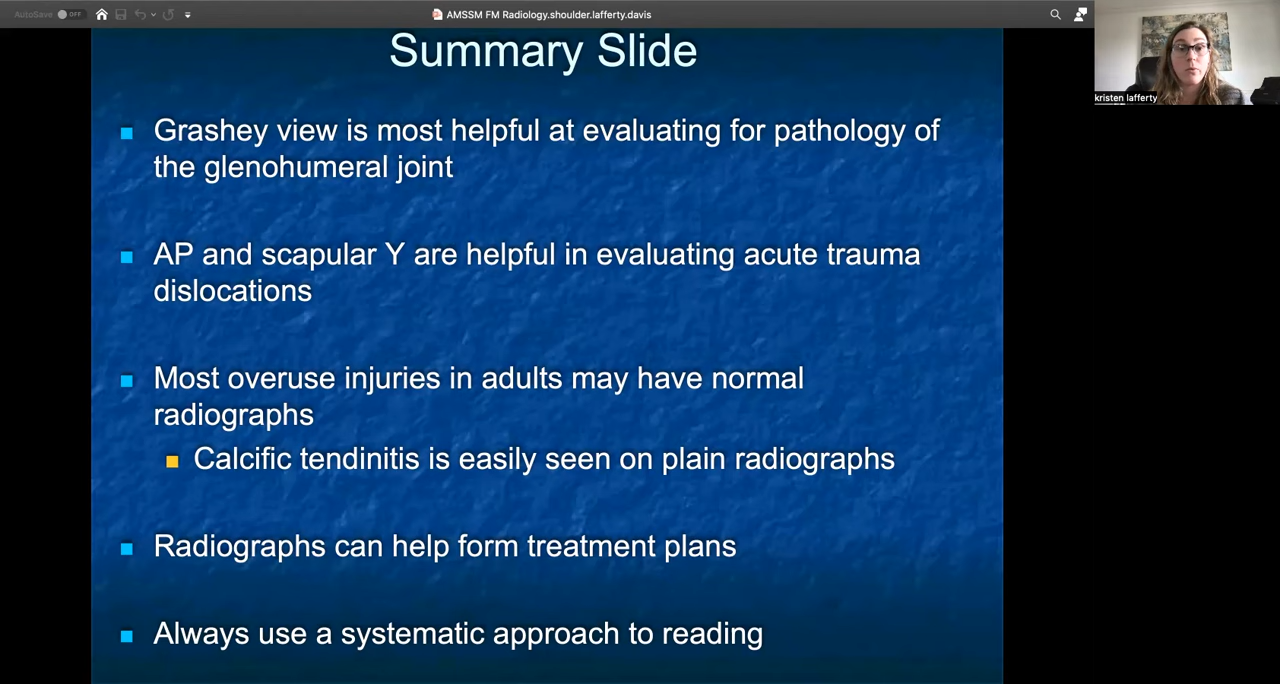 AutoSave OFF
AMSSM FM Radiology.shoulder.lafferty.davis
kristen lafferty
Summary Slide
Grashey view is most helpful at evaluating for pathology of
the glenohumeral joint
AP and scapular Y are helpful in evaluating acute trauma
dislocations
Most overuse injuries in adults may have normal
radiographs
Calcific tendinitis is easily seen on plain radiographs
Radiographs can help form treatment plans
Always use a systematic approach to reading